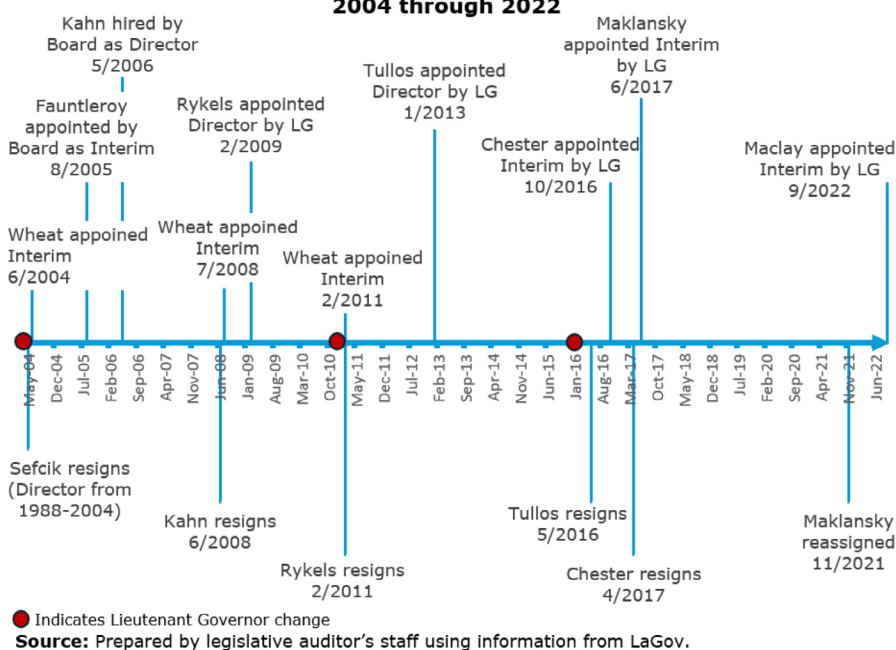 2004 through 2022
Kahn hired by
Board as Director
5/2006
Fauntleroy
appointed by
Board as Interim
8/2005
Wheat appoined
Interim
6/2004
Rykels appointed
Director by LG
2/2009
Wheat appoined
Interim
7/2008
Wheat appoined
Interim
2/2011
Tullos appointed
Director by LG
1/2013
Maklansky
appointed Interim
by LG
6/2017
Chester appointed
Interim by LG
10/2016
Maclay appointed
Interim by LG
9/2022
May-04
Dec-04
Jul-05
Feb-06
Sep-06
Apr-07
Nov-07
Jun-08
Jan-09
Aug-09
Mar-10
Oct-10
May-11
Dec-11
Jul-12
Feb-13
Sep-13
Apr-14
Nov-14
Jun-15
Jan-16
Aug-16
Mar-17
Oct-17
May-18
Dec-18
Jul-19
Feb-20
Sep-20
Apr-21
Nov-21
Jun-22
Sefcik resigns
(Director from
1988-2004)
Kahn resigns
6/2008
Rykels resigns
2/2011
Tullos resigns
5/2016
Chester resigns
4/2017
Maklansky
reassigned
11/2021
Indicates Lieutenant Governor change
Source: Prepared by legislative auditor's staff using information from LaGov.